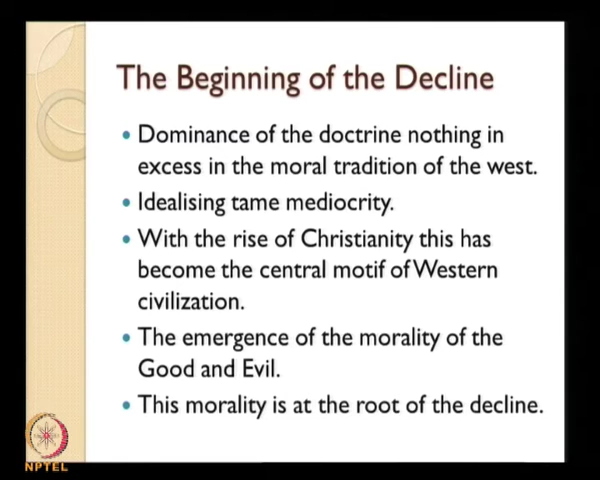 The Beginning of the Decline
• Dominance of the doctrine nothing in
excess in the moral tradition of the west.
• Idealising tame mediocrity.
• With the rise of Christianity this has
become the central motif of Western
civilization.
• The emergence of the morality of the
Good and Evil.
• This morality is at the root of the decline.
NPTEL